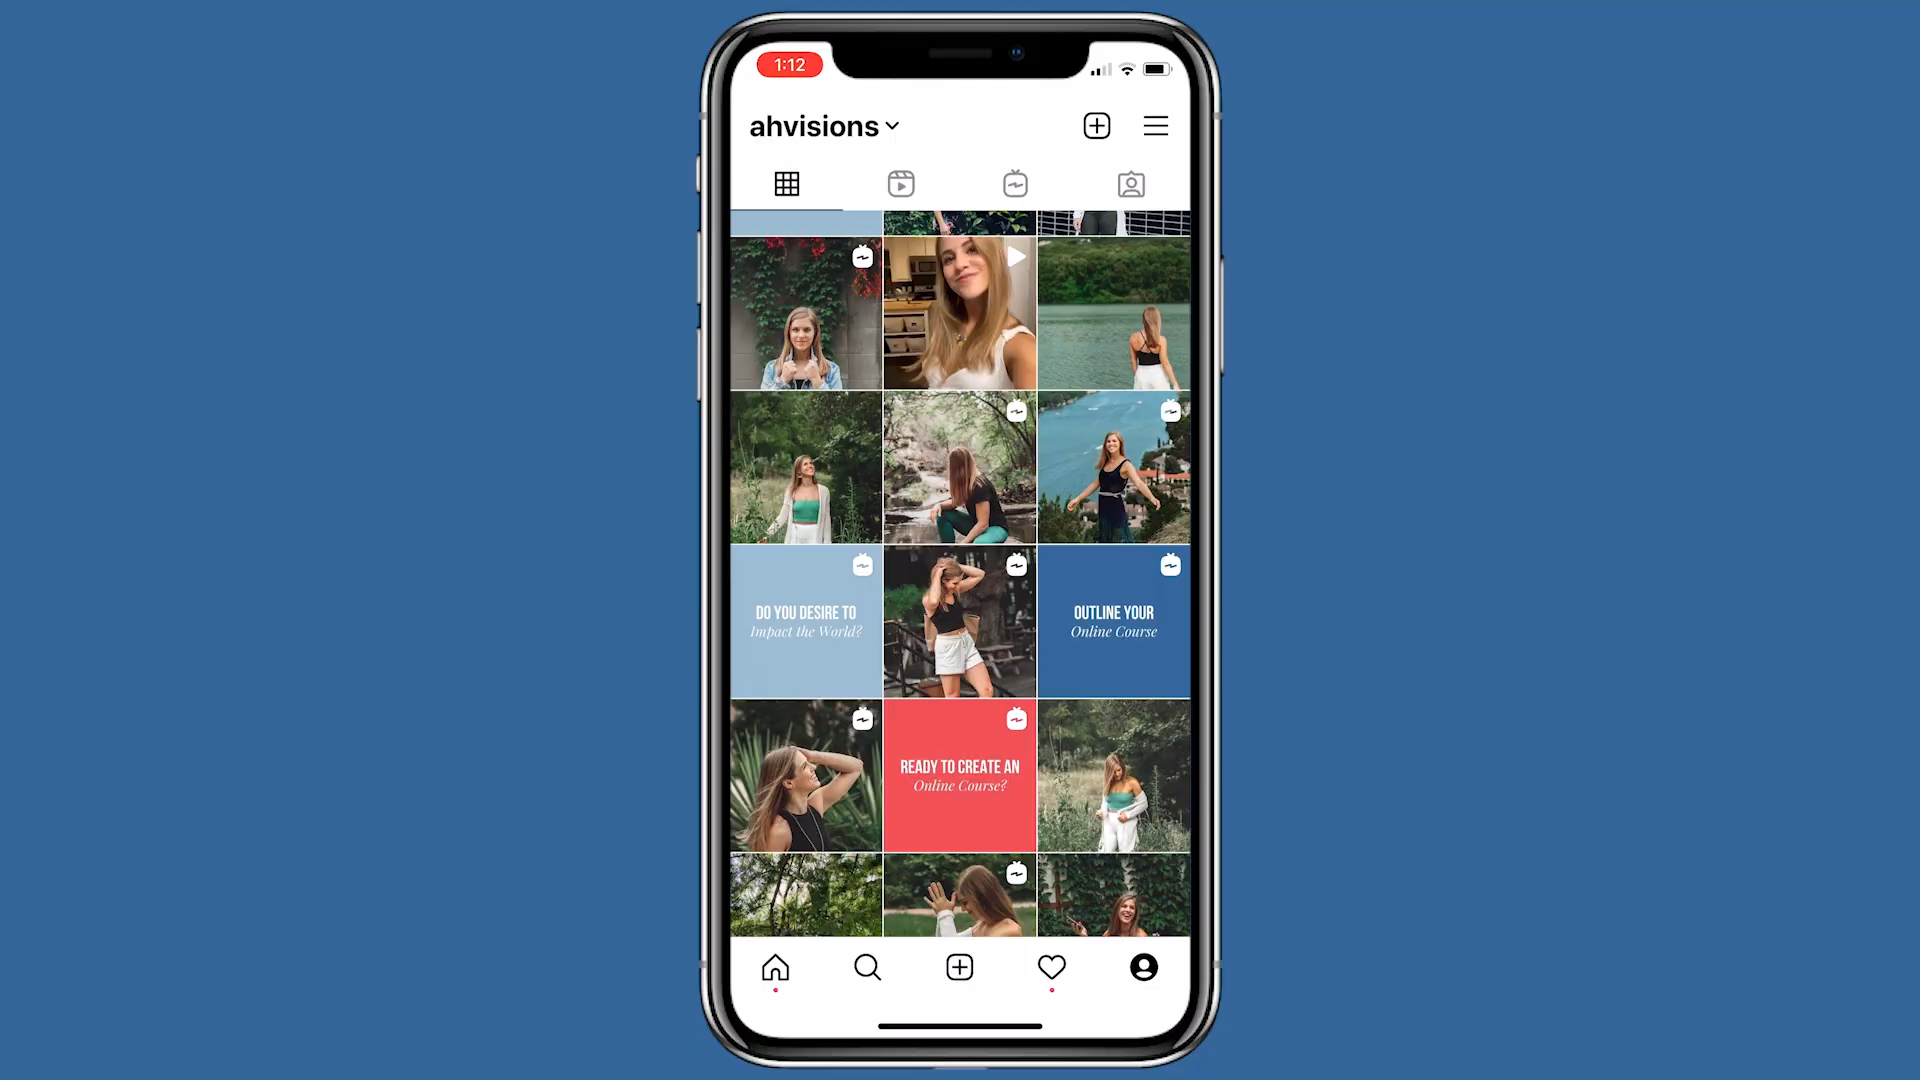 1:12
ahvisions
DO YOU DESIRE TO
Impact the World?
OUTLINE YOUR
Online Course
READY TO CREATE AN
Online Course?